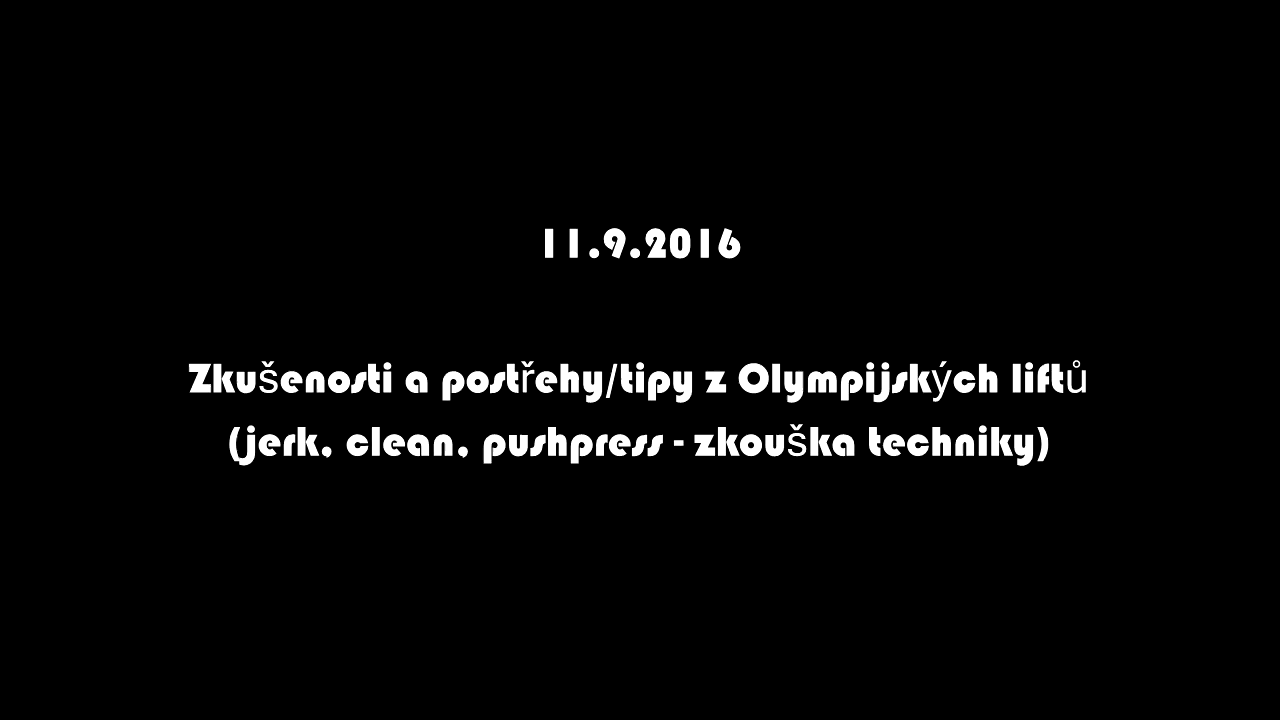 11.9.2016
Zkušenosti a postřehy/tipy z Olympijských liftů
(jerk, clean, pushpress - zkouška techniky)